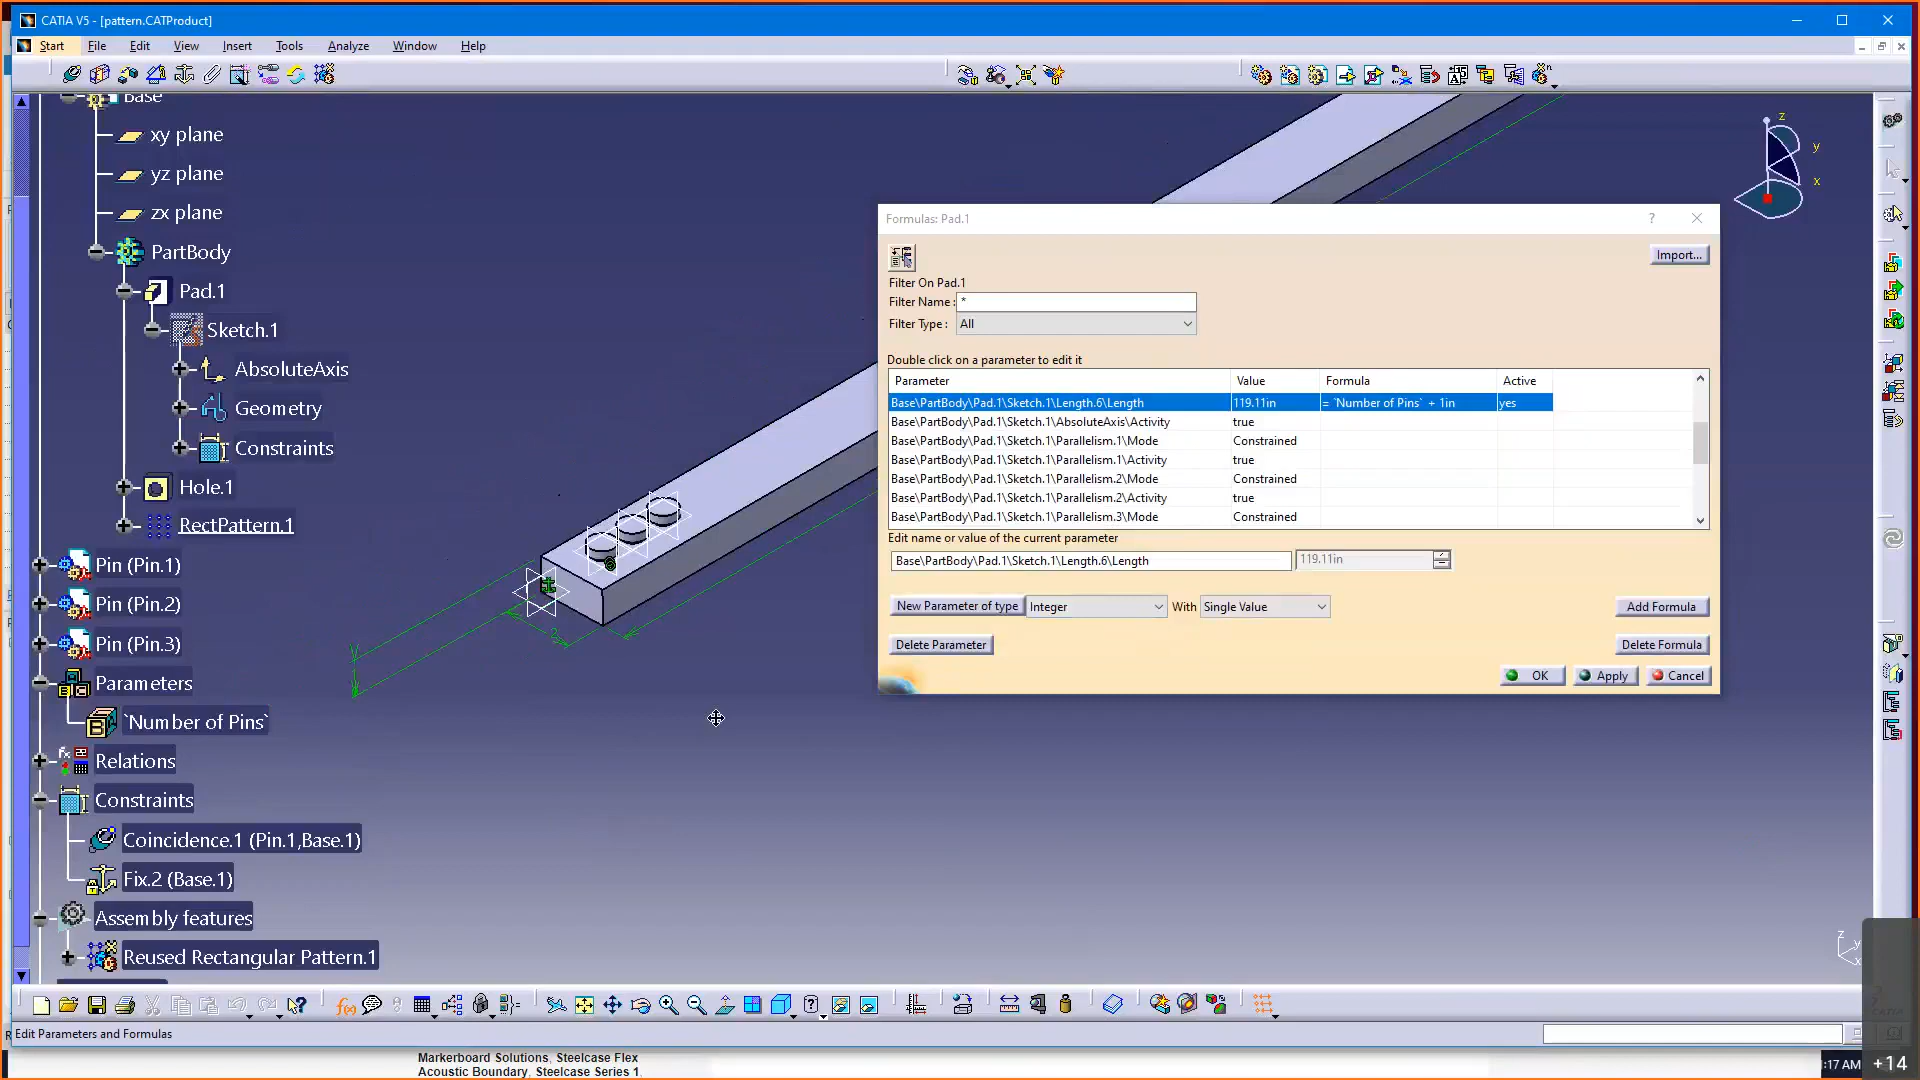 CATIA V5 - [pattern.CATProduct]
Start File Edit View Insert Tools Analyze Window Help
Base
xy plane
yz plane
zx plane
PartBody
Pad.1
Sketch.1
AbsoluteAxis
Geometry
Constraints
Hole.1
RectPattern.1
Pin (Pin.1)
Pin (Pin.2)
Pin (Pin.3)
Parameters
`Number of Pins`
Relations
Constraints
Coincidence.1 (Pin.1,Base.1)
Fix.2 (Base.1)
Assembly features
Reused Rectangular Pattern.1
z
y
x
Formulas: Pad.1 ?
Import...
Filter On Pad.1
Filter Name : *
Filter Type : All
Double click on a parameter to edit it
Parameter Value Formula Active
Base\PartBody\Pad.1\Sketch.1\Length.6\Length 119.11in = `Number of Pins` + 1in yes
Base\PartBody\Pad.1\Sketch.1\AbsoluteAxis\Activity true
Base\PartBody\Pad.1\Sketch.1\Parallelism.1\Mode Constrained
Base\PartBody\Pad.1\Sketch.1\Parallelism.1\Activity true
Base\PartBody\Pad.1\Sketch.1\Parallelism.2\Mode Constrained
Base\PartBody\Pad.1\Sketch.1\Parallelism.2\Activity true
Base\PartBody\Pad.1\Sketch.1\Parallelism.3\Mode Constrained
Edit name or value of the current parameter
Base\PartBody\Pad.1\Sketch.1\Length.6\Length 119.11in
New Parameter of type Integer With Single Value Add Formula
Delete Parameter Delete Formula
OK Apply Cancel
z
y
x
Edit Parameters and Formulas
Markerboard Solutions, Steelcase Flex
Acoustic Boundary, Steelcase Series 1,
:17 AM
+14